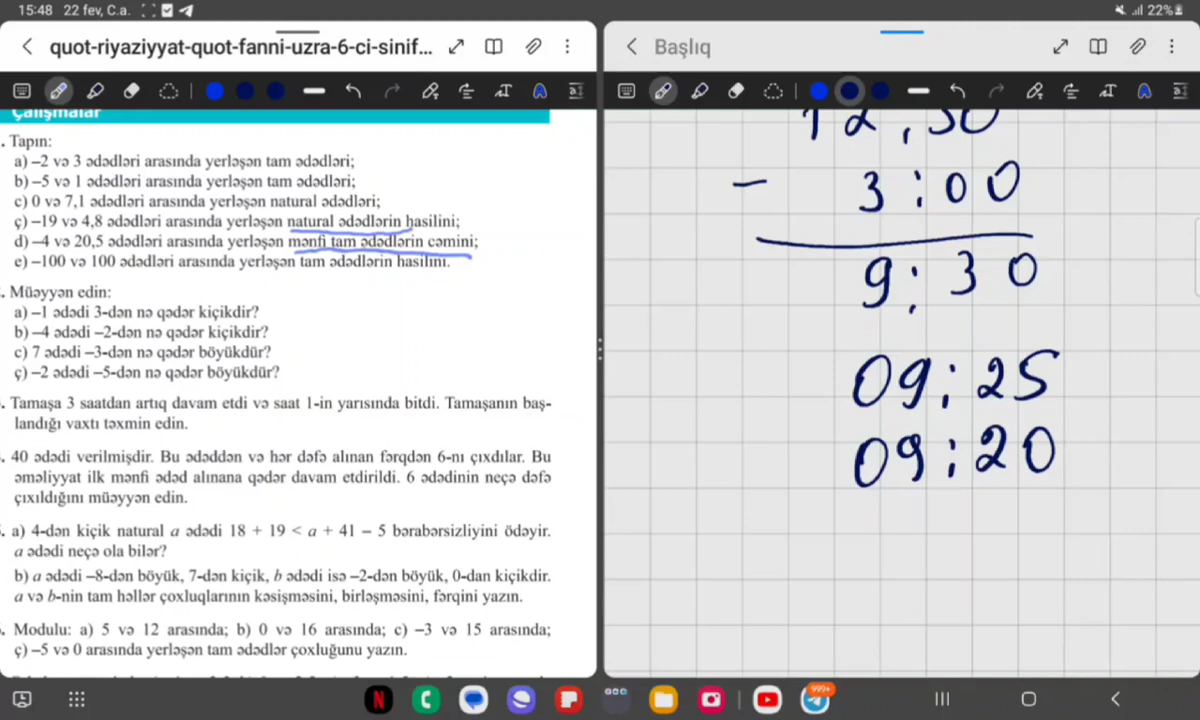 15:48 22 fev, C.a. 22%
quot-riyaziyyat-quot-fanni-uzra-6-ci-sinif...
Çalışmalar
. Tapın:
a) –2 və 3 ədədləri arasında yerləşən tam ədədləri;
b) –5 və 1 ədədləri arasında yerləşən tam ədədləri;
c) 0 və 7,1 ədədləri arasında yerləşən natural ədədləri;
ç) –19 və 4,8 ədədləri arasında yerləşən natural ədədlərin hasilini;
d) –4 və 20,5 ədədləri arasında yerləşən mənfi tam ədədlərin cəmini;
e) –100 və 100 ədədləri arasında yerləşən tam ədədlərin hasilini.
. Müəyyən edin:
a) –1 ədədi 3-dən nə qədər kiçikdir?
b) –4 ədədi –2-dən nə qədər kiçikdir?
c) 7 ədədi –3-dən nə qədər böyükdür?
ç) –2 ədədi –5-dən nə qədər böyükdür?
. Tamaşa 3 saatdan artıq davam etdi və saat 1-in yarısında bitdi. Tamaşanın baş-
landığı vaxtı təxmin edin.
. 40 ədədi verilmişdir. Bu ədəddən və hər dəfə alınan fərqdən 6-nı çıxdılar. Bu
əməliyyat ilk mənfi ədəd alınana qədər davam etdirildi. 6 ədədinin neçə dəfə
çıxıldığını müəyyən edin.
. a) 4-dən kiçik natural a ədədi 18 + 19 < a + 41 – 5 bərabərsizliyini ödəyir.
a ədədi neçə ola bilər?
b) a ədədi –8-dən böyük, 7-dən kiçik, b ədədi isə –2-dən böyük, 0-dan kiçikdir.
a və b-nin tam həllər çoxluqlarının kəsişməsini, birləşməsini, fərqini yazın.
. Modulu: a) 5 və 12 arasında; b) 0 və 16 arasında; c) –3 və 15 arasında;
ç) –5 və 0 arasında yerləşən tam ədədlər çoxluğunu yazın.
Başlıq
12:30
– 3:00
9:30
09:25
09:20
999+